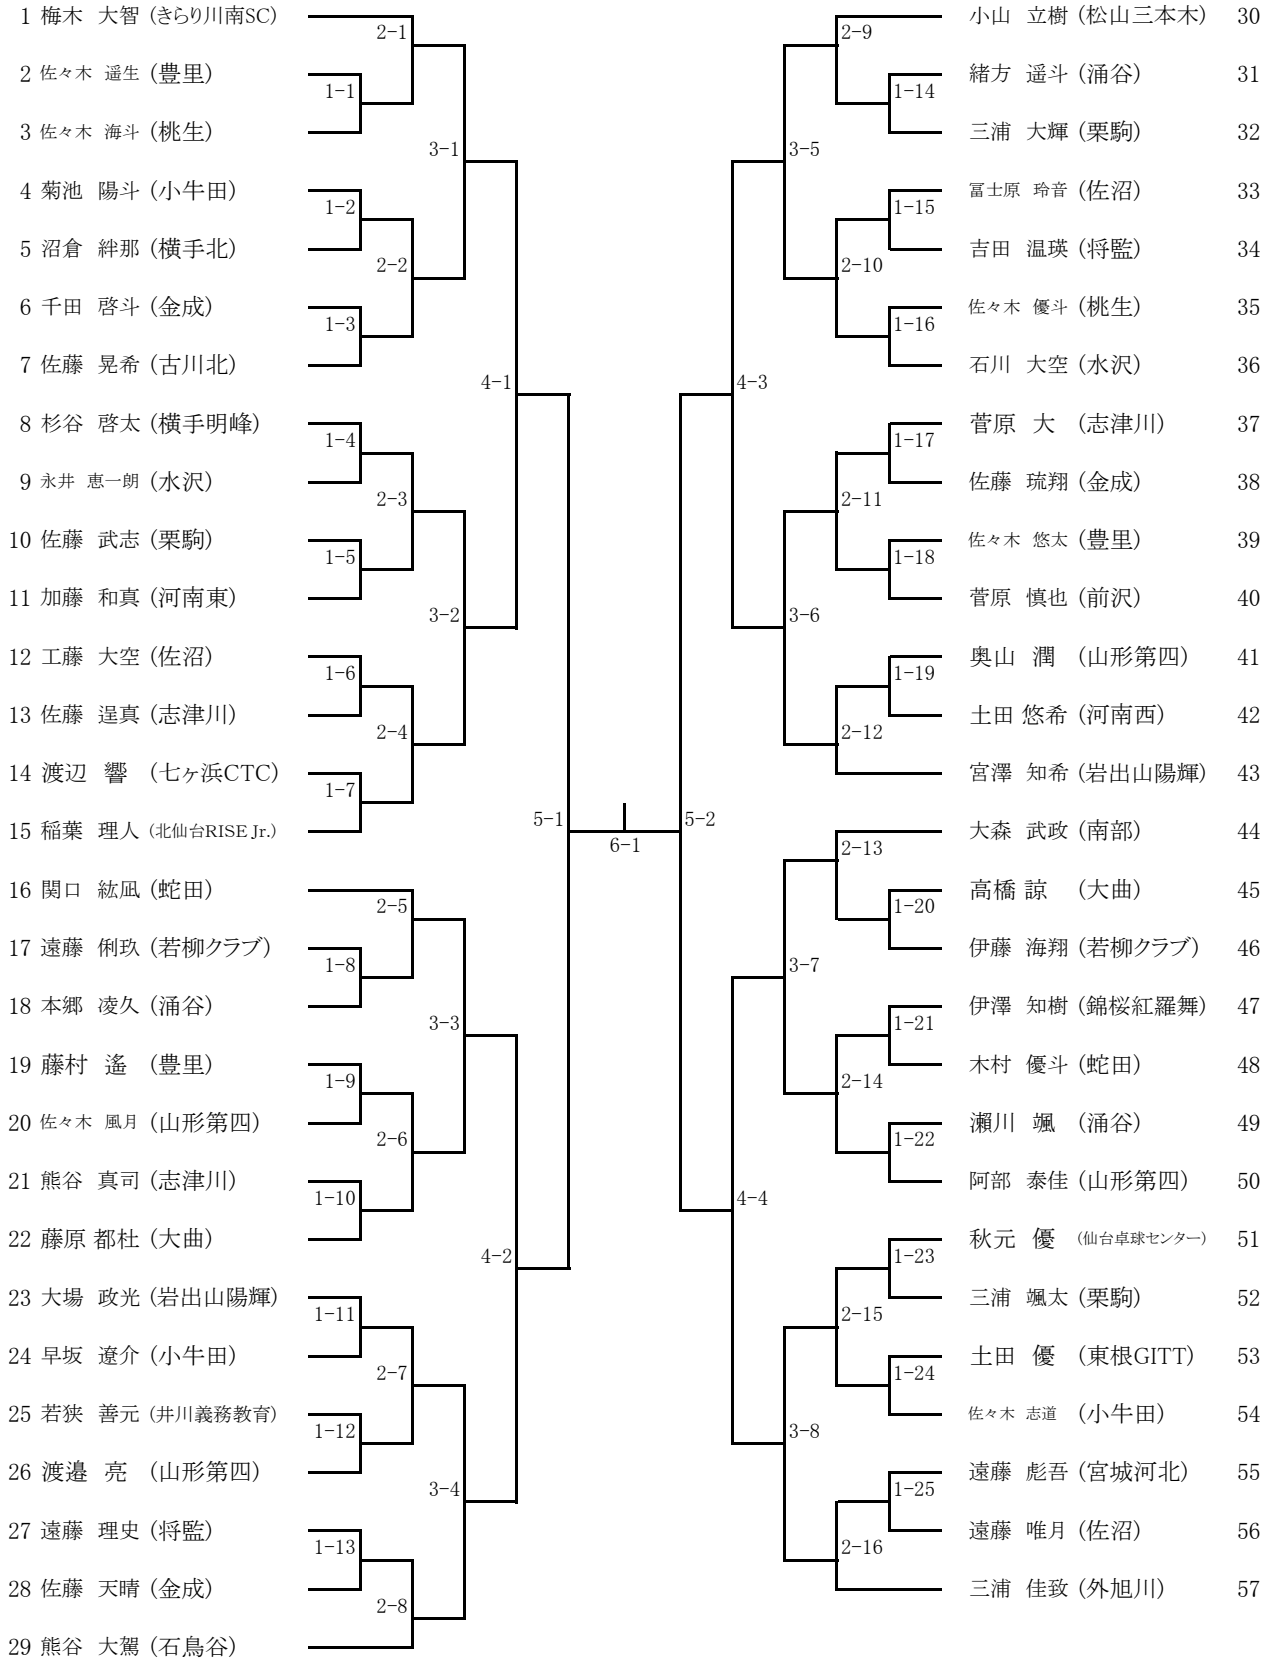 1 梅木 大智 (きらり川南SC)
2 佐々木 遥生 (豊里)
3 佐々木 海斗 (桃生)
4 菊池 陽斗 (小牛田)
5 沼倉 絆那 (横手北)
6 千田 啓斗 (金成)
7 佐藤 晃希 (古川北)
8 杉谷 啓太 (横手明峰)
9 永井 恵一朗 (水沢)
10 佐藤 武志 (栗駒)
11 加藤 和真 (河南東)
12 工藤 大空 (佐沼)
13 佐藤 逞真 (志津川)
14 渡辺 響 (七ヶ浜CTC)
15 稲葉 理人 (北仙台RISE Jr.)
16 関口 紘凪 (蛇田)
17 遠藤 俐玖 (若柳クラブ)
18 本郷 凌久 (涌谷)
19 藤村 遙 (豊里)
20 佐々木 風月 (山形第四)
21 熊谷 真司 (志津川)
22 藤原 都杜 (大曲)
23 大場 政光 (岩出山陽輝)
24 早坂 遼介 (小牛田)
25 若狭 善元 (井川義務教育)
26 渡邉 亮 (山形第四)
27 遠藤 理史 (将監)
28 佐藤 天晴 (金成)
29 熊谷 大駕 (石鳥谷)
1-1
1-2
1-3
1-4
1-5
1-6
1-7
1-8
1-9
1-10
1-11
1-12
1-13
2-1
2-2
2-3
2-4
2-5
2-6
2-7
2-8
3-1
3-2
3-3
3-4
4-1
4-2
5-1
6-1
5-2
4-3
4-4
3-5
3-6
3-7
3-8
2-9
2-10
2-11
2-12
2-13
2-14
2-15
2-16
1-14
1-15
1-16
1-17
1-18
1-19
1-20
1-21
1-22
1-23
1-24
1-25
小山 立樹 (松山三本木) 30
緒方 遥斗 (涌谷) 31
三浦 大輝 (栗駒) 32
冨士原 玲音 (佐沼) 33
吉田 温瑛 (将監) 34
佐々木 優斗 (桃生) 35
石川 大空 (水沢) 36
菅原 大 (志津川) 37
佐藤 琉翔 (金成) 38
佐々木 悠太 (豊里) 39
菅原 慎也 (前沢) 40
奥山 潤 (山形第四) 41
土田 悠希 (河南西) 42
宮澤 知希 (岩出山陽輝) 43
大森 武政 (南部) 44
高橋 諒 (大曲) 45
伊藤 海翔 (若柳クラブ) 46
伊澤 知樹 (錦桜紅羅舞) 47
木村 優斗 (蛇田) 48
瀬川 颯 (涌谷) 49
阿部 泰佳 (山形第四) 50
秋元 優 (仙台卓球センター) 51
三浦 颯太 (栗駒) 52
土田 優 (東根GITT) 53
佐々木 志道 (小牛田) 54
遠藤 彪吾 (宮城河北) 55
遠藤 唯月 (佐沼) 56
三浦 佳致 (外旭川) 57